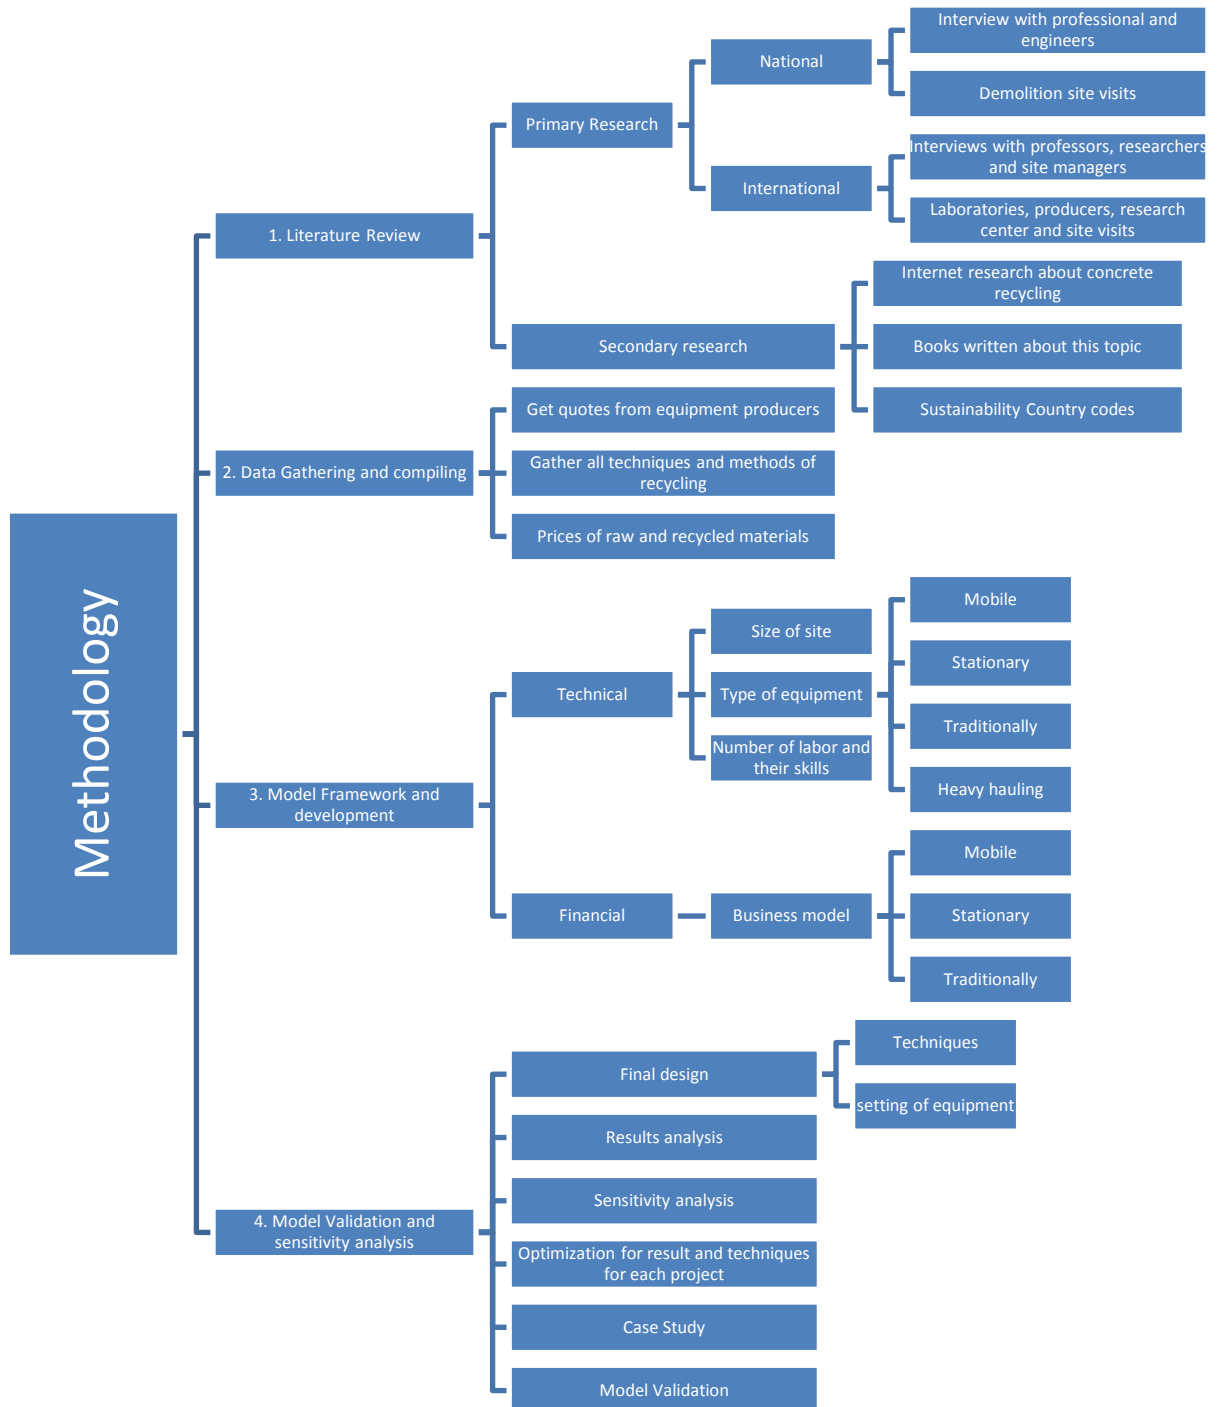 Methodology
1. Literature Review
Primary Research
National
Interview with professional and
engineers
Demolition site visits
International
Interviews with professors, researchers
and site managers
Laboratories, producers, research
center and site visits
Secondary research
Internet research about concrete
recycling
Books written about this topic
Sustainability Country codes
2. Data Gathering and compiling
Get quotes from equipment producers
Gather all techniques and methods of
recycling
Prices of raw and recycled materials
3. Model Framework and
development
Technical
Size of site
Type of equipment
Mobile
Stationary
Traditionally
Heavy hauling
Number of labor and
their skills
Financial
Business model
Mobile
Stationary
Traditionally
4. Model Validation and
sensitivity analysis
Final design
Techniques
setting of equipment
Results analysis
Sensitivity analysis
Optimization for result and techniques
for each project
Case Study
Model Validation